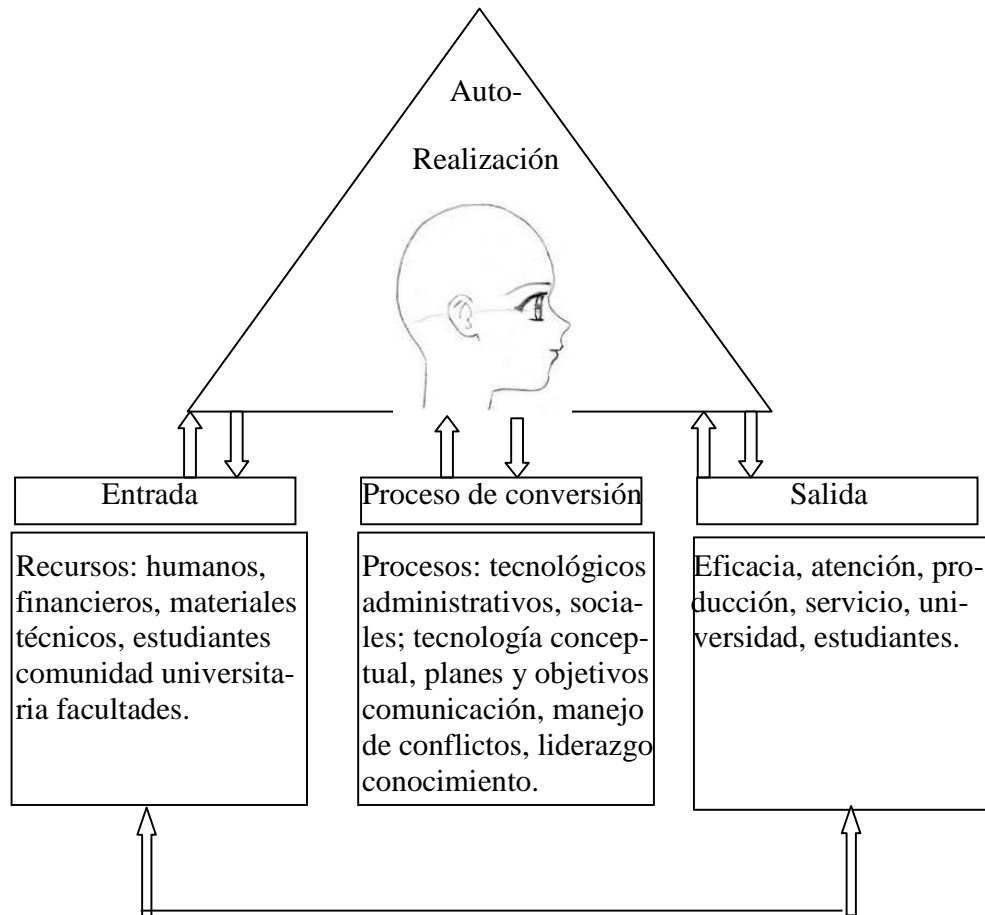 Auto-
Realización
Entrada
Recursos: humanos,
financieros, materiales
técnicos, estudiantes
comunidad universita-
ria facultades.
Proceso de conversión
Procesos: tecnológicos
administrativos, socia-
les; tecnología concep-
tual, planes y objetivos
comunicación, manejo
de conflictos, liderazgo
conocimiento.
Salida
Eficacia, atención, pro-
ducción, servicio, uni-
versidad, estudiantes.